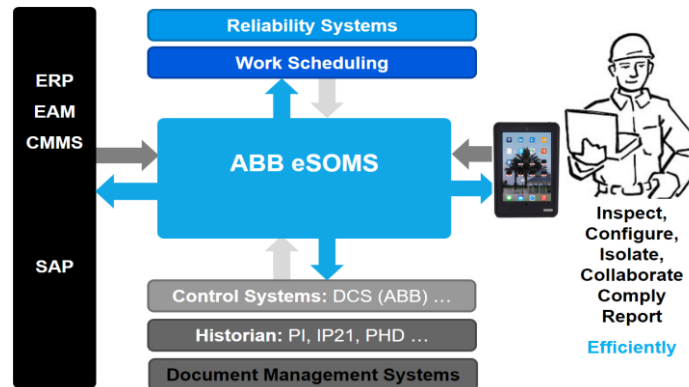 Reliability Systems
Work Scheduling
ERP
EAM
CMMS
SAP
ABB eSOMS
Control Systems: DCS (ABB) ...
Historian: PI, IP21, PHD ...
Document Management Systems
Inspect,
Configure,
Isolate,
Collaborate
Comply
Report
Efficiently